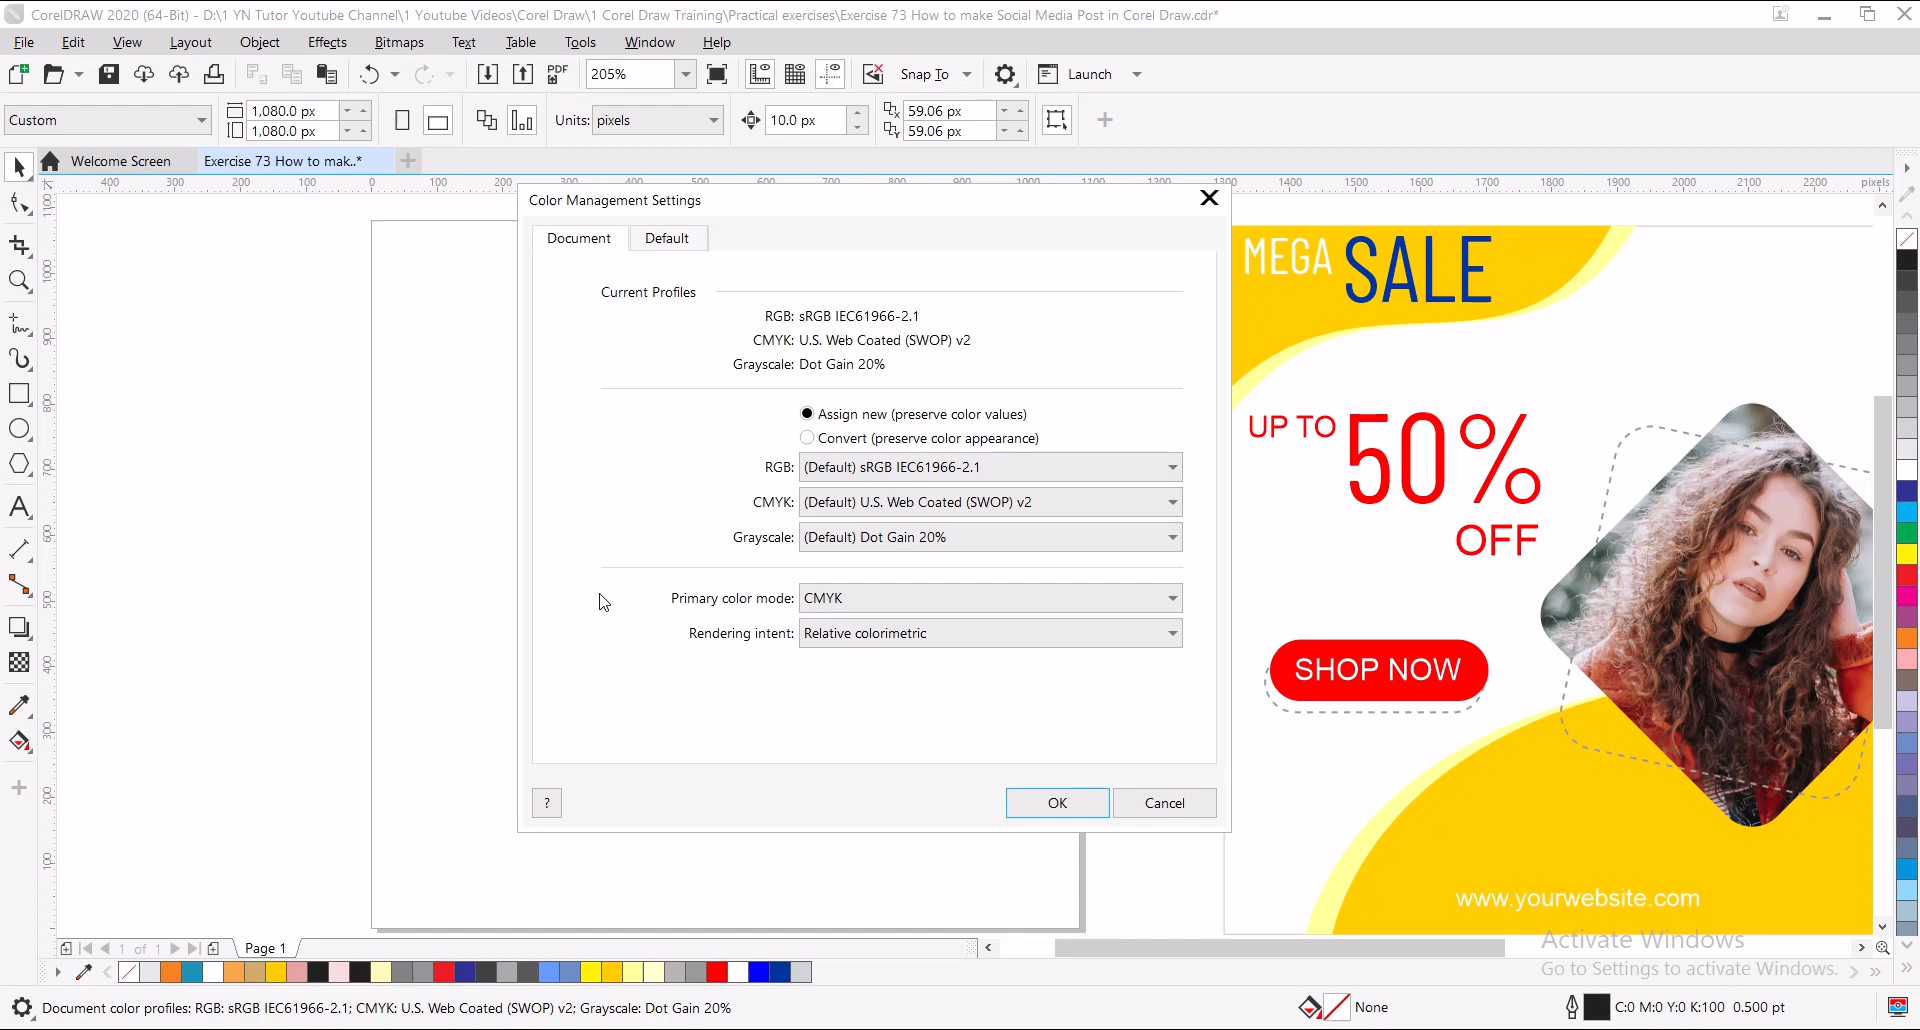 CorelDRAW 2020 (64-Bit) - D:\1 YN Tutor Youtube Channel\1 Youtube Videos\Corel Draw\1 Corel Draw Training\Practical exercises\Exercise 73 How to make Social Media Post in Corel Draw.cdr*
File Edit View Layout Object Effects Bitmaps Text Table Tools Window Help
PDF 205% Snap To Launch
Custom 1,080.0 px 1,080.0 px Units: pixels 10.0 px 59.06 px 59.06 px
Welcome Screen Exercise 73 How to mak..*
400 300 200 100 0 100 200 300 400 500 600 700 800 900 1000 1100 1200 1300 1400 1500 1600 1700 1800 1900 2000 2100 2200 pixels
1100
1000
900
800
700
600
500
400
300
200
100
Color Management Settings
Document Default
Current Profiles
RGB: sRGB IEC61966-2.1
CMYK: U.S. Web Coated (SWOP) v2
Grayscale: Dot Gain 20%
Assign new (preserve color values)
Convert (preserve color appearance)
RGB: (Default) sRGB IEC61966-2.1
CMYK: (Default) U.S. Web Coated (SWOP) v2
Grayscale: (Default) Dot Gain 20%
Primary color mode: CMYK
Rendering intent: Relative colorimetric
? OK Cancel
MEGA SALE
UP TO 50%
OFF
SHOP NOW
www.yourwebsite.com
Activate Windows
Go to Settings to activate Windows.
1 of 1 Page 1
Document color profiles: RGB: sRGB IEC61966-2.1; CMYK: U.S. Web Coated (SWOP) v2; Grayscale: Dot Gain 20% None C:0 M:0 Y:0 K:100 0.500 pt